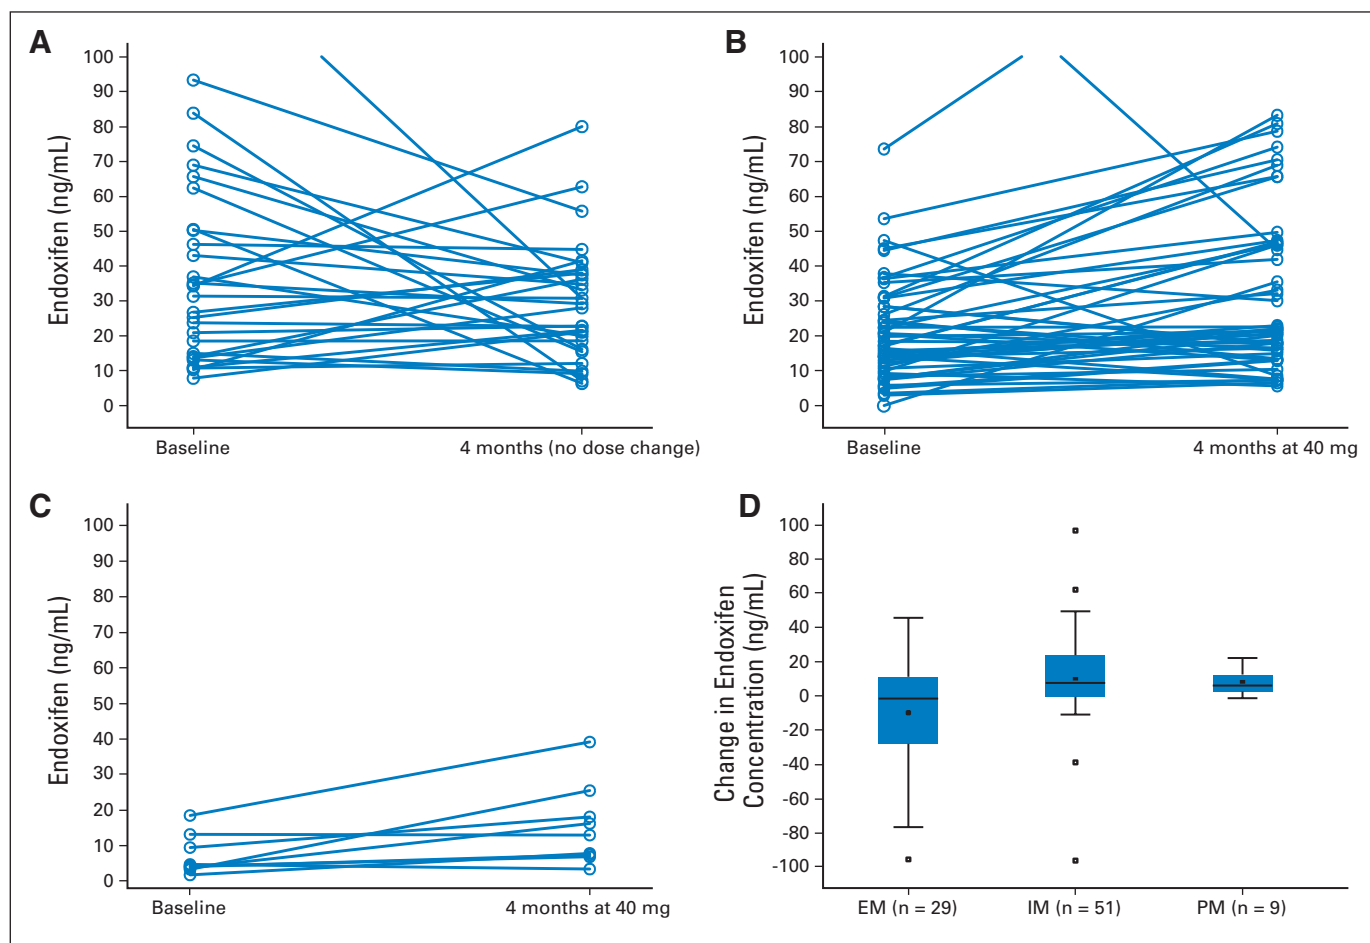 A
Endoxifen (ng/mL)
100
90
80
70
60
50
40
30
20
10
0
Baseline
4 months (no dose change)
B
Endoxifen (ng/mL)
100
90
80
70
60
50
40
30
20
10
0
Baseline
4 months at 40 mg
C
Endoxifen (ng/mL)
100
90
80
70
60
50
40
30
20
10
0
Baseline
4 months at 40 mg
D
Change in Endoxifen
Concentration (ng/mL)
100
80
60
40
20
0
-20
-40
-60
-80
-100
EM (n = 29)
IM (n = 51)
PM (n = 9)